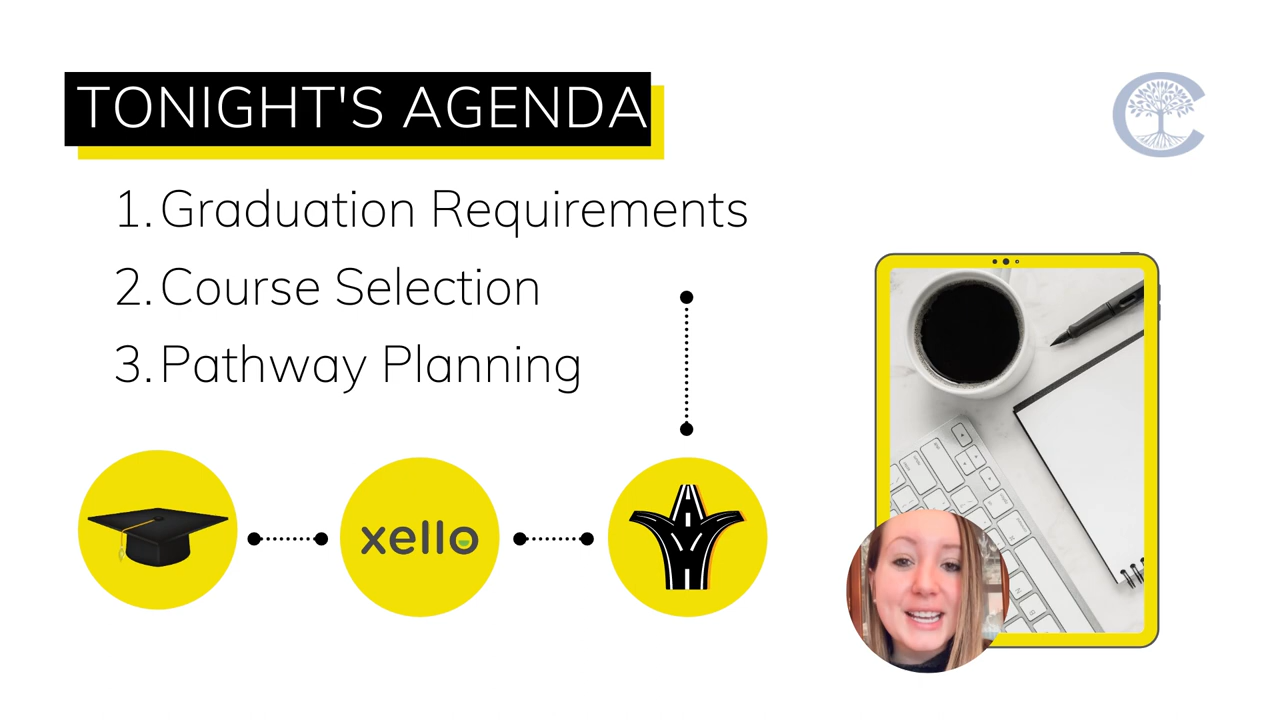 TONIGHT'S AGENDA
1. Graduation Requirements
2. Course Selection
3. Pathway Planning
xello
C